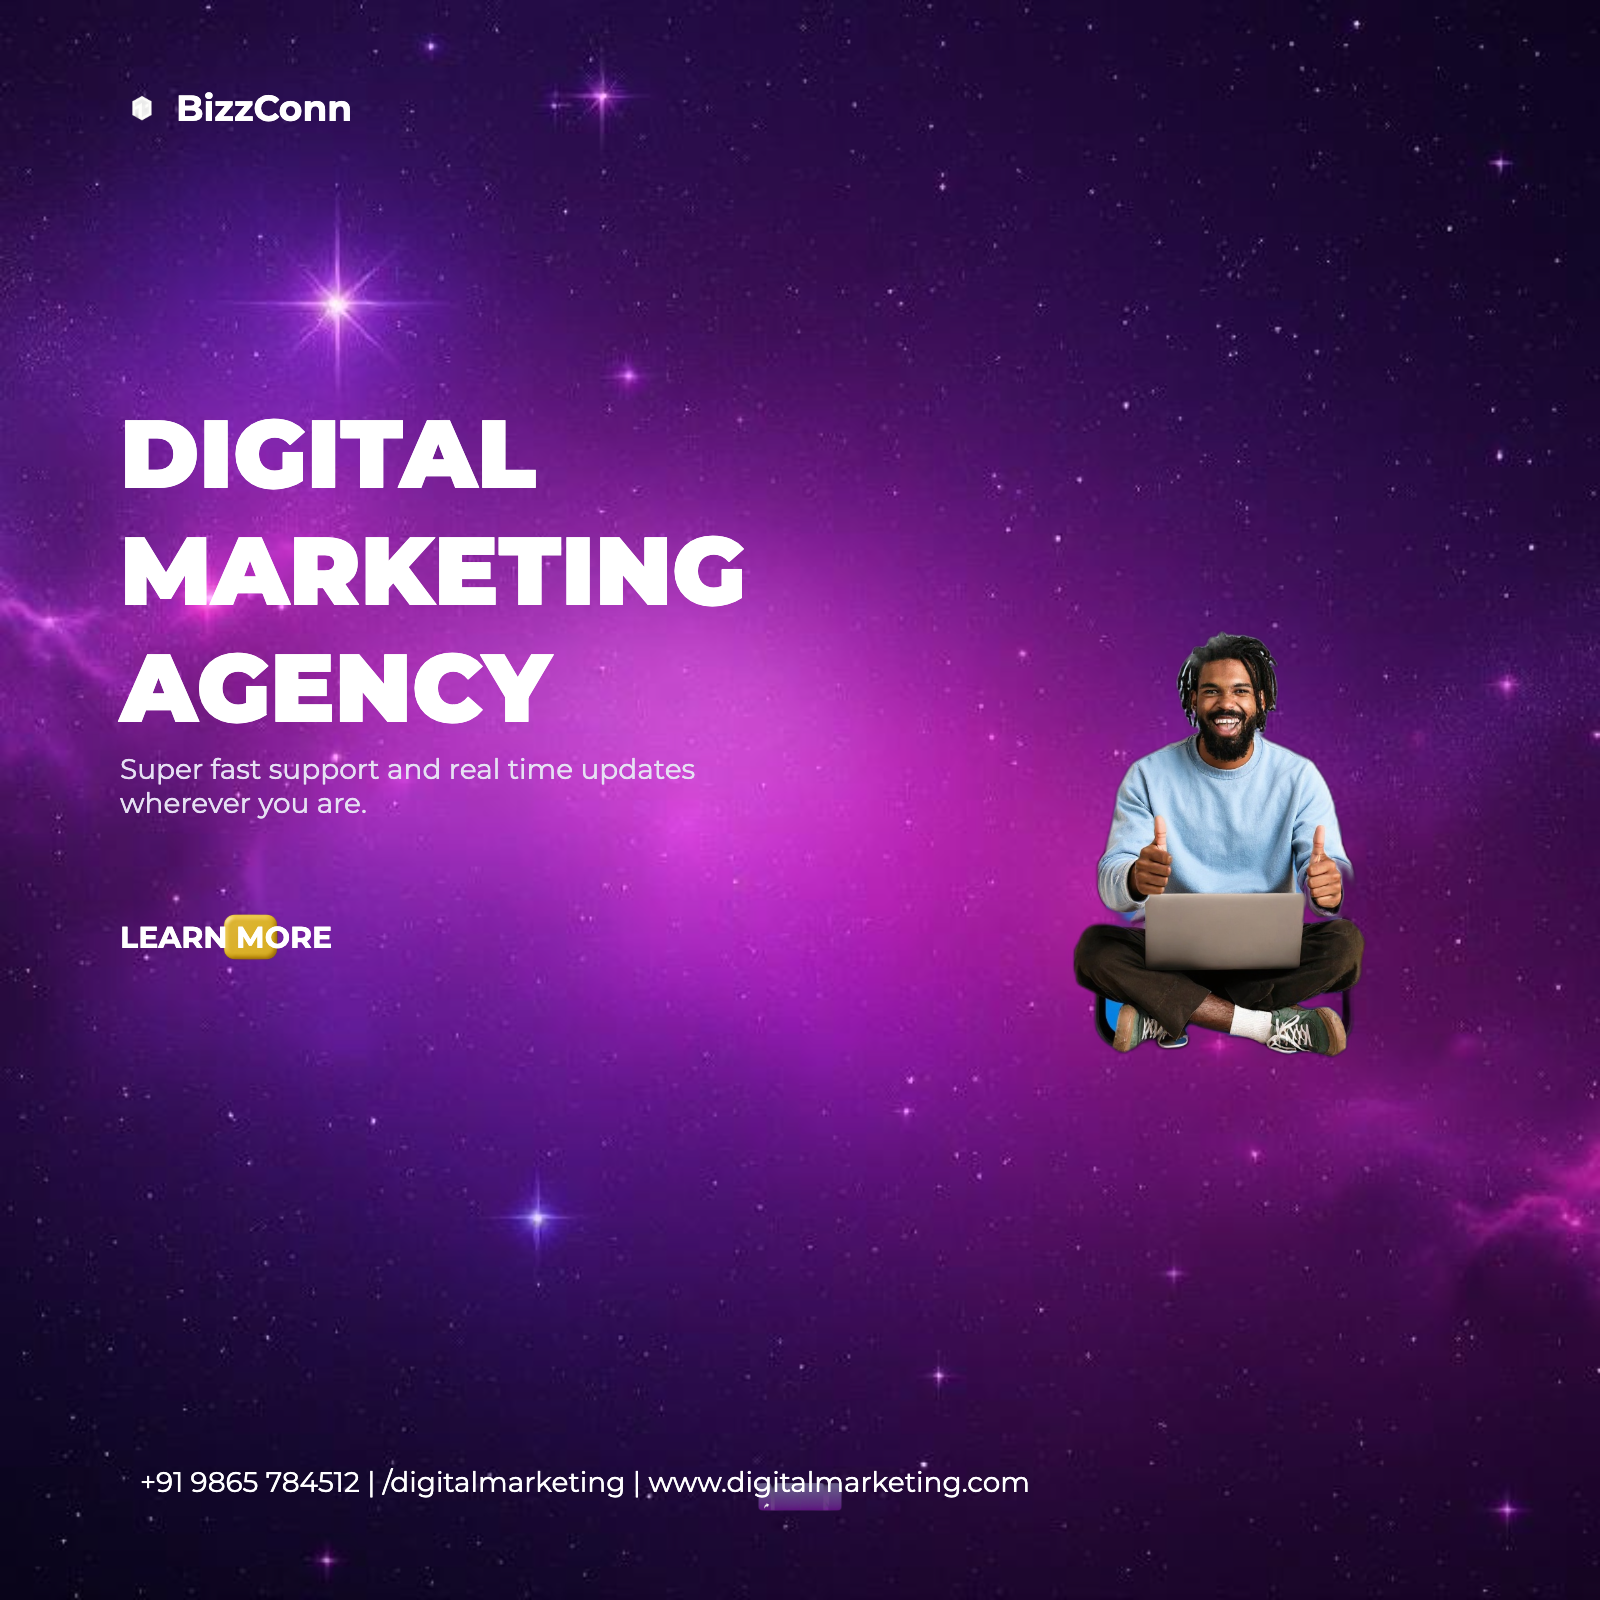 BizzConn
DIGITAL
MARKETING
AGENCY
Super fast support and real time updates
wherever you are.
LEARN MORE
+91 9865 784512 | /digitalmarketing | www.digitalmarketing.com